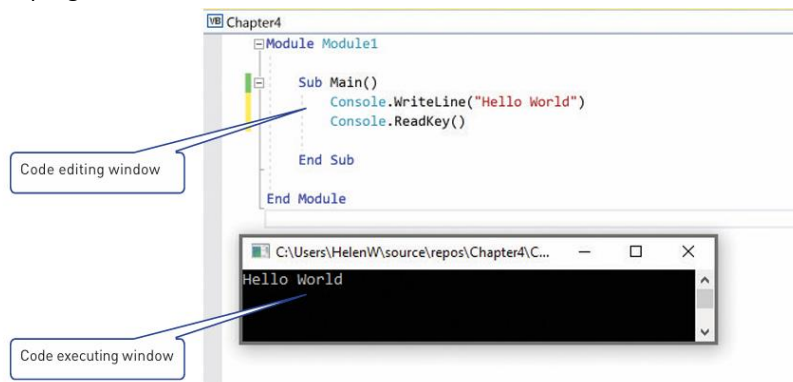 VB Chapter4
Module Module1
Sub Main()
Console.WriteLine("Hello World")
Console.ReadKey()
Code editing window
End Sub
End Module
C:\Users\HelenW\source\repos\Chapter4\C...
Hello World
Code executing window